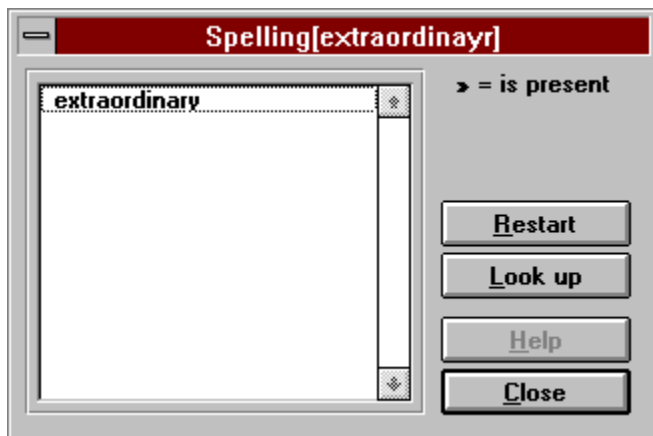 Spelling[extraordinayr]
extraordinary
> = is present
Restart
Look up
Help
Close